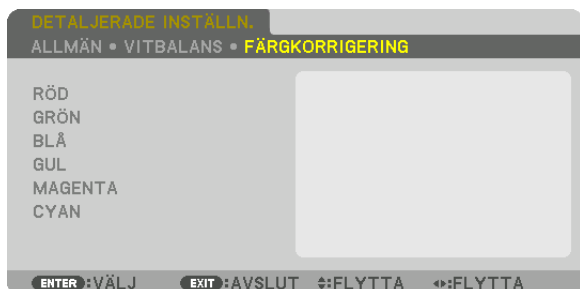 DETALJERADE INSTÄLLN.
ALLMÄN • VITBALANS • FÄRGKORRIGERING
RÖD
GRÖN
BLÅ
GUL
MAGENTA
CYAN
ENTER :VÄLJ EXIT :AVSLUT :FLYTTA :FLYTTA